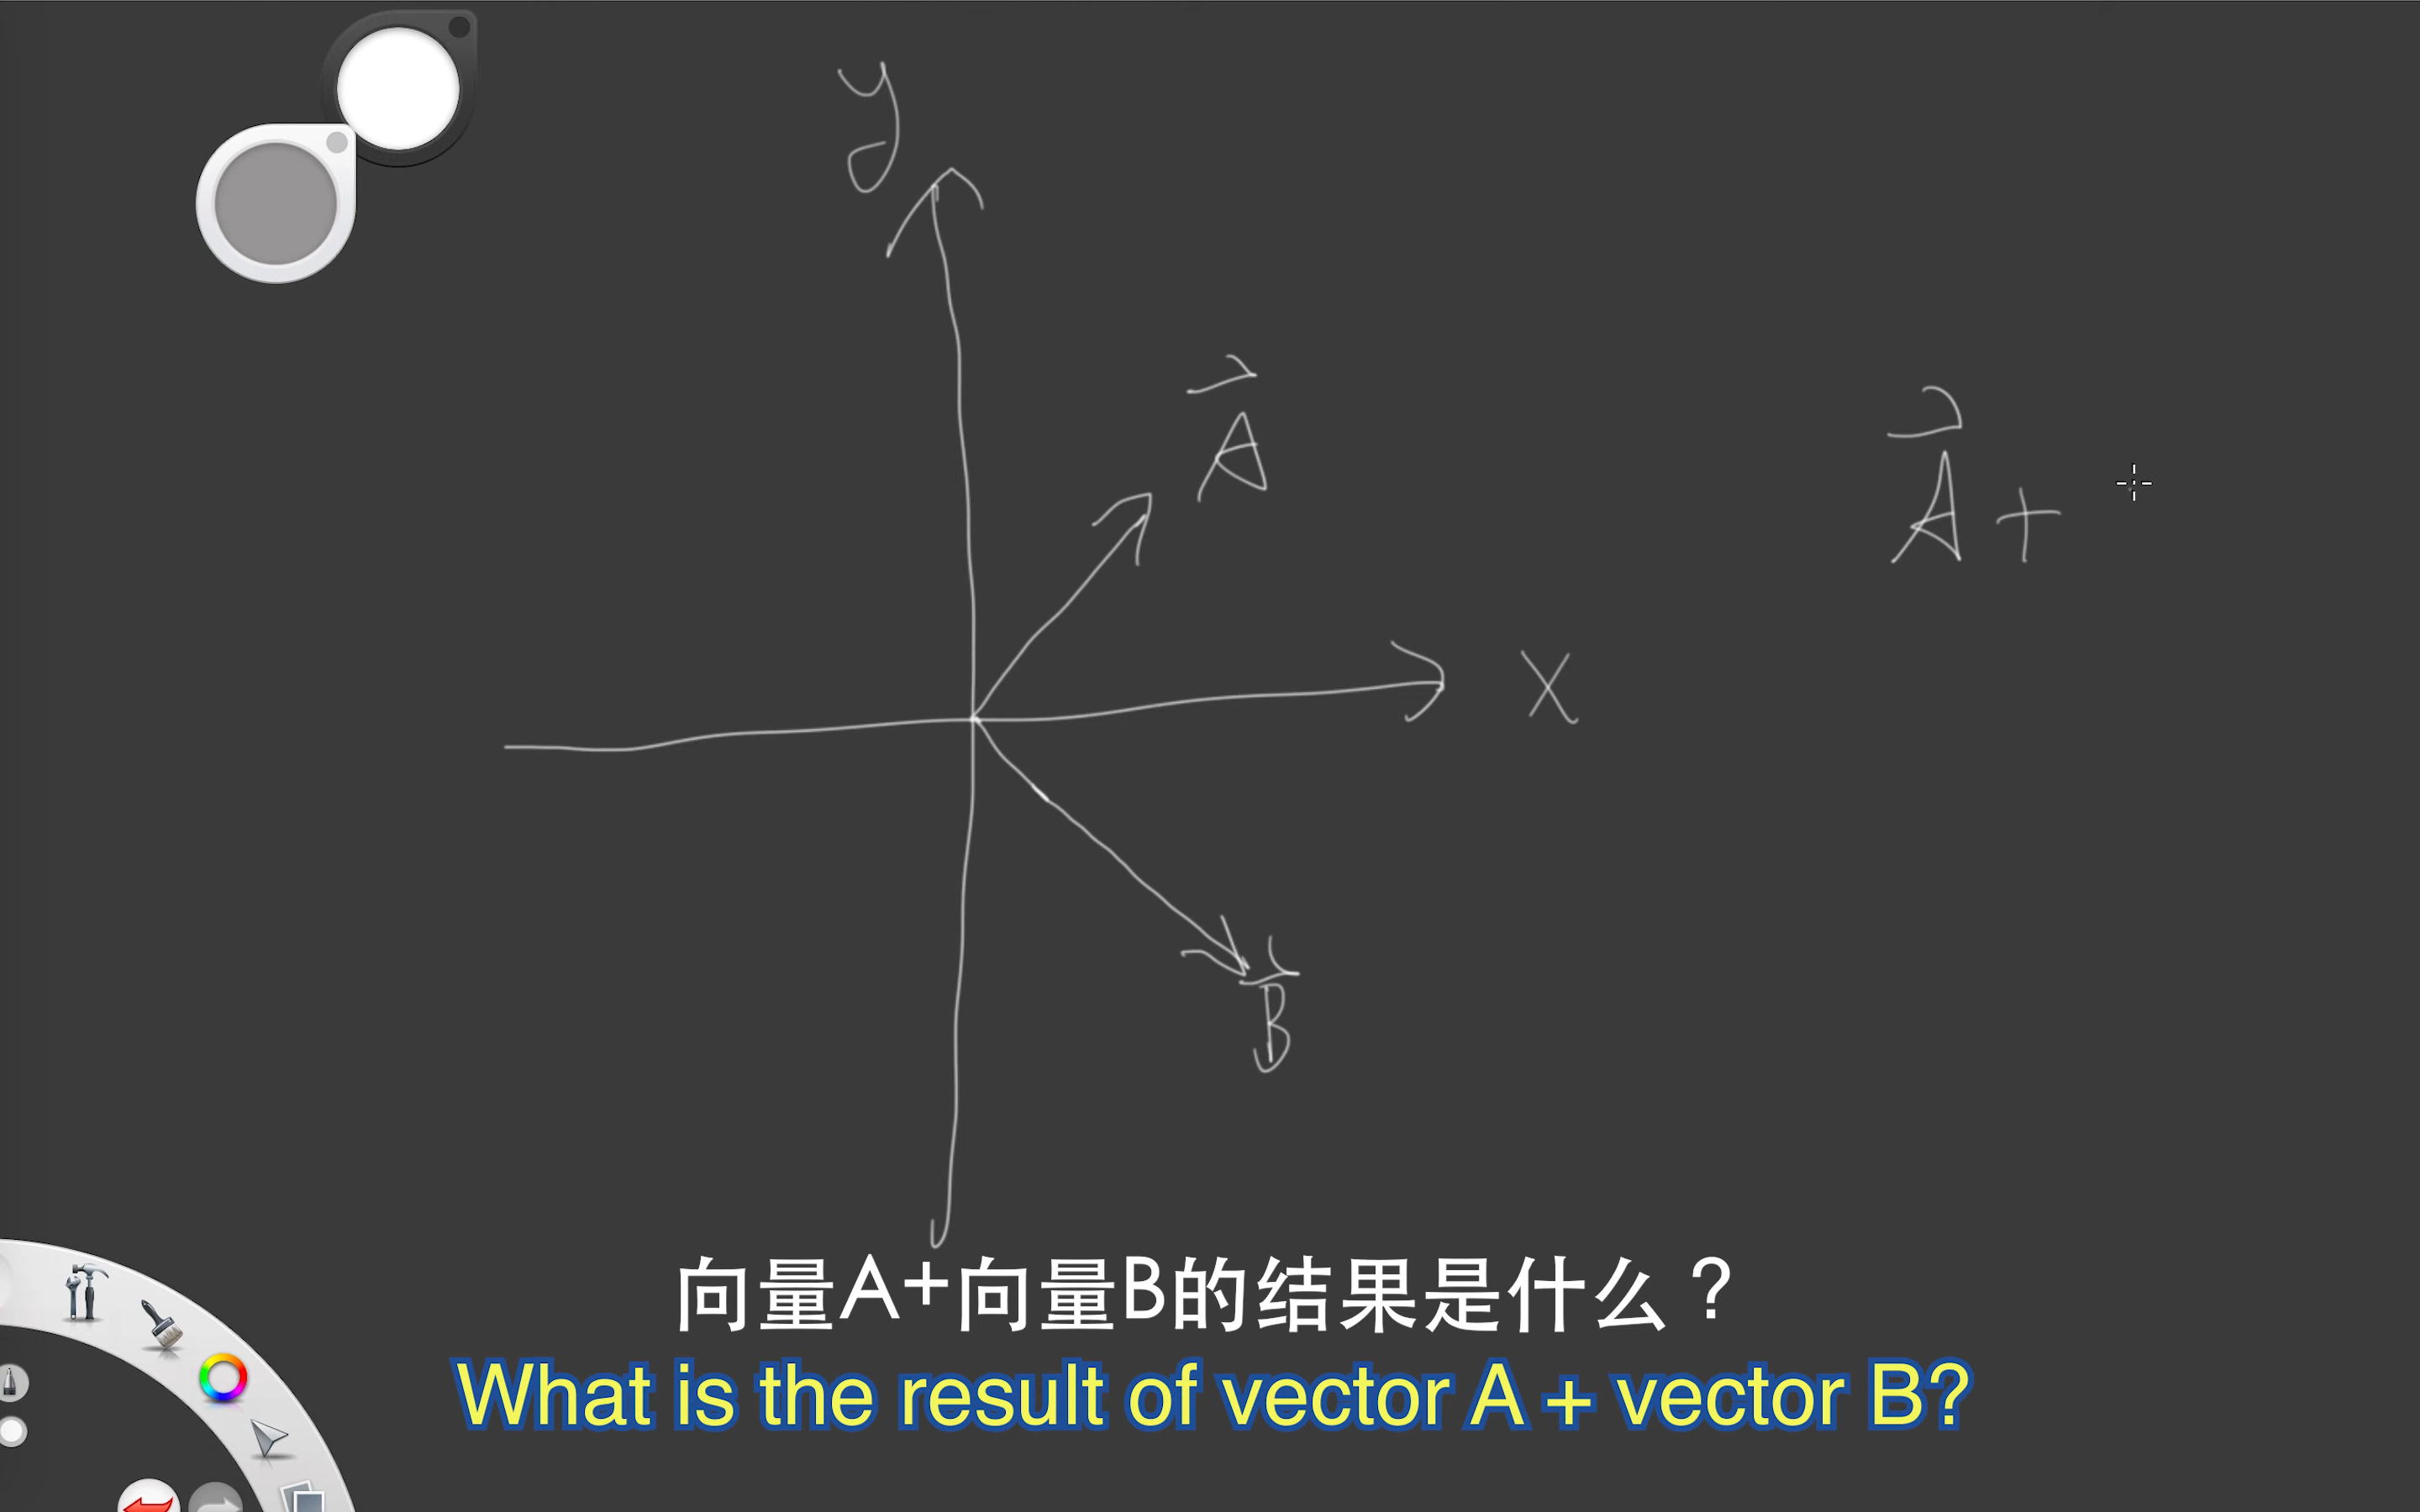 y
A
A+
X
B
向量A+向量B的结果是什么？
What is the result of vector A + vector B?